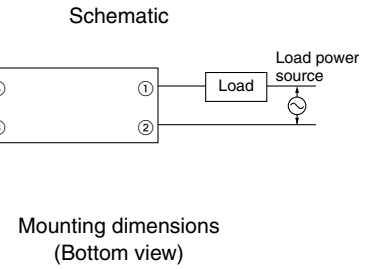 Schematic
Load power
source
Load
①
②
Mounting dimensions
(Bottom view)